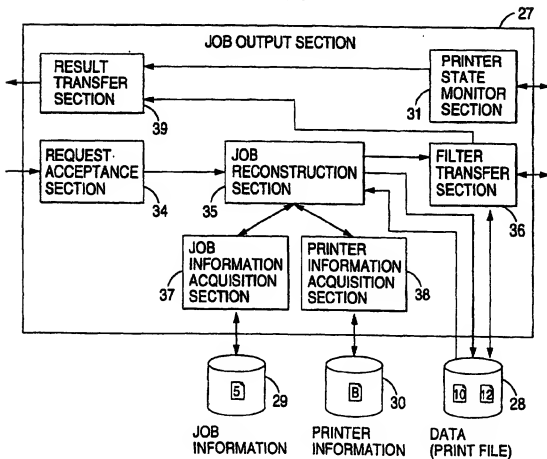 27
JOB OUTPUT SECTION
RESULT
TRANSFER
SECTION
39
PRINTER
STATE
MONITOR
SECTION
31
REQUEST
ACCEPTANCE
SECTION
34
JOB
RECONSTRUCTION
SECTION
35
FILTER
TRANSFER
SECTION
36
JOB
INFORMATION
ACQUISITION
SECTION
37
PRINTER
INFORMATION
ACQUISITION
SECTION
38
5
29
B
30
10 12
28
JOB
INFORMATION
PRINTER
INFORMATION
DATA
(PRINT FILE)